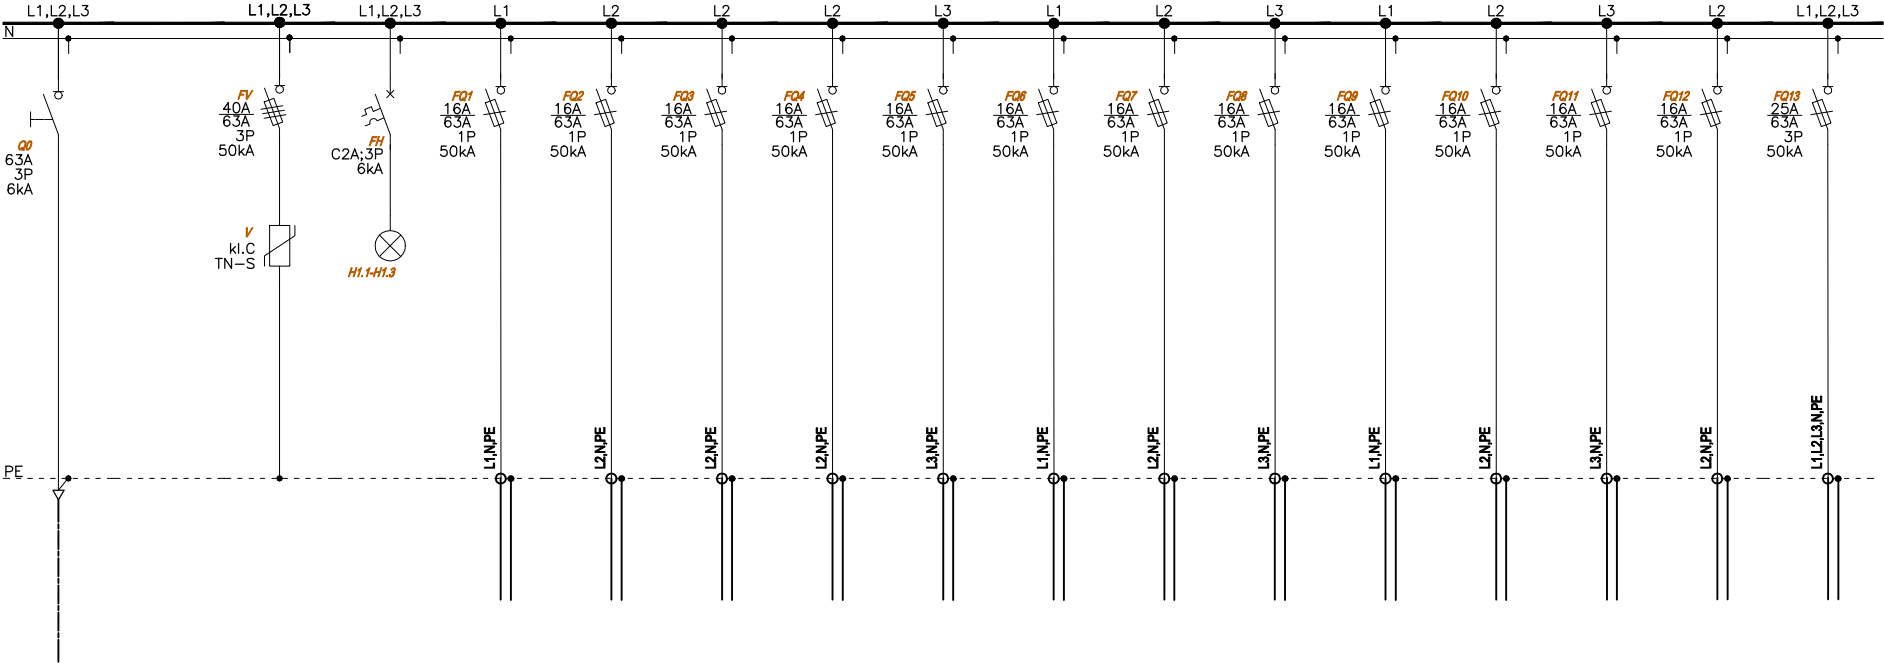 L1,L2,L3
L1,L2,L3
L1,L2,L3
L1
L2
L2
L2
L3
L1
L2
L3
L1
L2
L3
L2
L1,L2,L3
N
Q0
63A
3P
6kA
FV
40A
63A
3P
50kA
V
kl.C
TN-S
FH
C2A;3P
6kA
H1.1-H1.3
FQ1
16A
63A
1P
50kA
L1,N,PE
FQ2
16A
63A
1P
50kA
L2,N,PE
FQ3
16A
63A
1P
50kA
L2,N,PE
FQ4
16A
63A
1P
50kA
L2,N,PE
FQ5
16A
63A
1P
50kA
L3,N,PE
FQ6
16A
63A
1P
50kA
L1,N,PE
FQ7
16A
63A
1P
50kA
L2,N,PE
FQ8
16A
63A
1P
50kA
L3,N,PE
FQ9
16A
63A
1P
50kA
L1,N,PE
FQ10
16A
63A
1P
50kA
L2,N,PE
FQ11
16A
63A
1P
50kA
L3,N,PE
FQ12
16A
63A
1P
50kA
L2,N,PE
FQ13
25A
63A
3P
50kA
L1,L2,L3,N,PE
PE